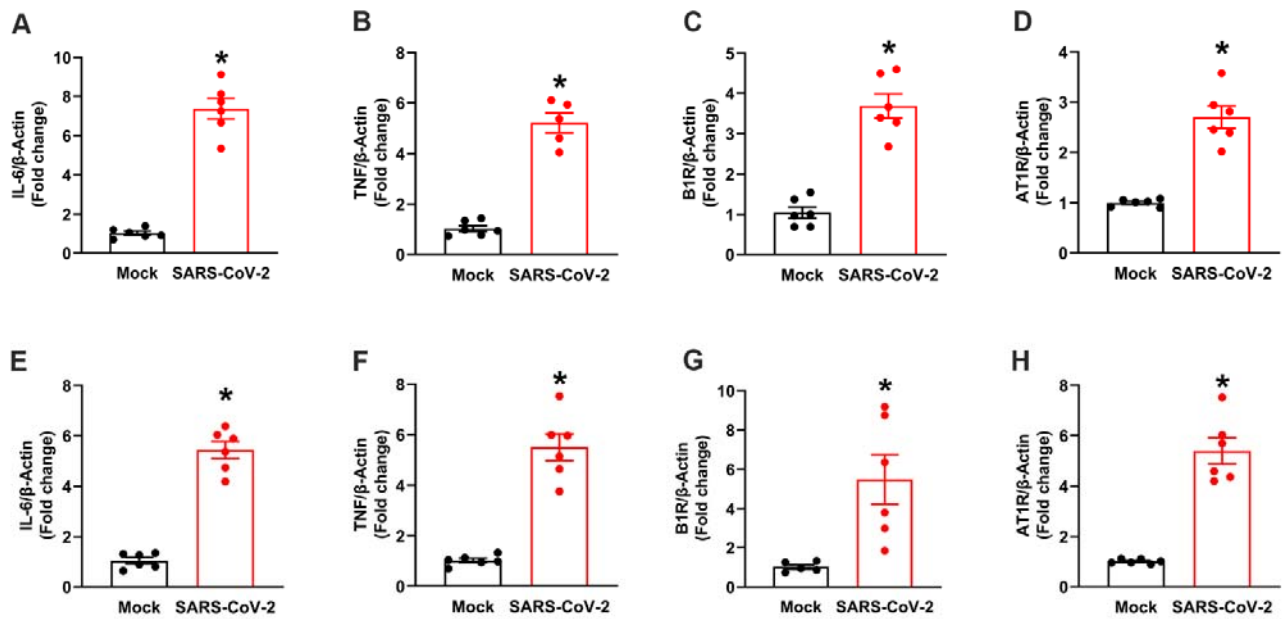 A
IL-6/β-Actin
(Fold change)
10
8
6
4
2
0
*
Mock SARS-CoV-2
B
TNF/β-Actin
(Fold change)
8
6
4
2
0
*
Mock SARS-CoV-2
C
B1R/β-Actin
(Fold change)
5
4
3
2
1
0
*
Mock SARS-CoV-2
D
AT1R/β-Actin
(Fold change)
4
3
2
1
0
*
Mock SARS-CoV-2
E
IL-6/β-Actin
(Fold change)
8
6
4
2
0
*
Mock SARS-CoV-2
F
TNF/β-Actin
(Fold change)
8
6
4
2
0
*
Mock SARS-CoV-2
G
B1R/β-Actin
(Fold change)
10
8
6
4
2
0
*
Mock SARS-CoV-2
H
AT1R/β-Actin
(Fold change)
8
6
4
2
0
*
Mock SARS-CoV-2